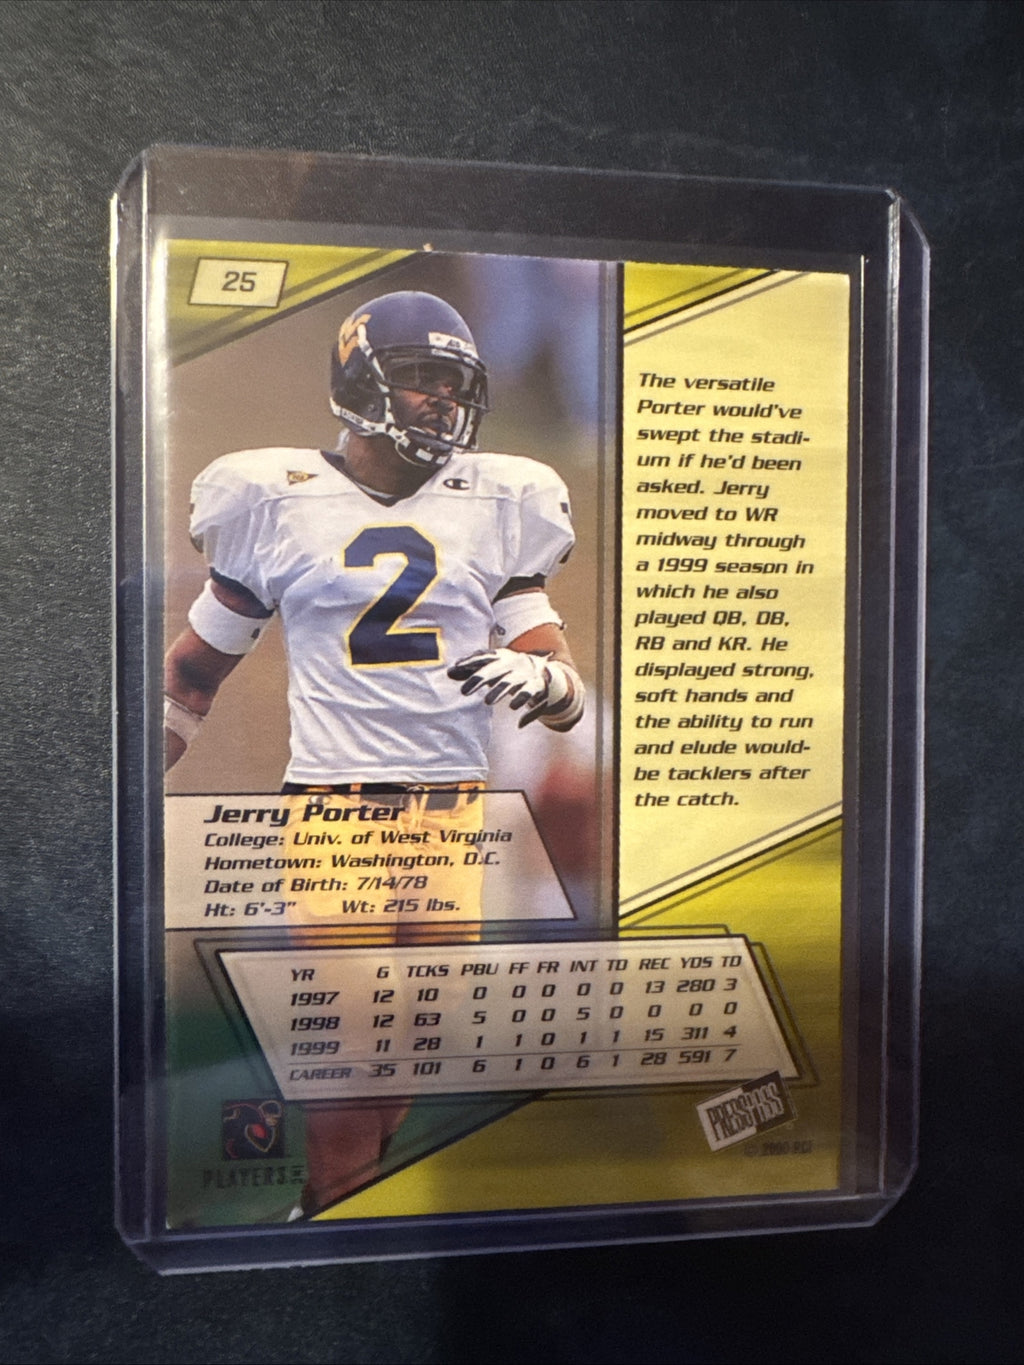 25
The versatile
Porter would've
swept the stadi-
um if he'd been
asked. Jerry
moved to WR
midway through
a 1999 season in
which he also
played QB, DB,
RB and KR. He
displayed strong,
soft hands and
the ability to run
and elude would-
be tacklers after
the catch.
2
Jerry Porter
College: Univ. of West Virginia
Hometown: Washington, D.C.
Date of Birth: 7/14/78
Ht: 6'-3" Wt: 215 lbs.
YR G TCKS PBU FF FR INT TD REC YDS TD
1997 12 10 0 0 0 0 0 13 280 3
1998 12 63 5 0 0 5 0 0 0 0
1999 11 28 1 1 0 1 1 15 311 4
CAREER 35 101 6 1 0 6 1 28 591 7
PRESS PASS
PLAYERS INC
© 2000 PCI